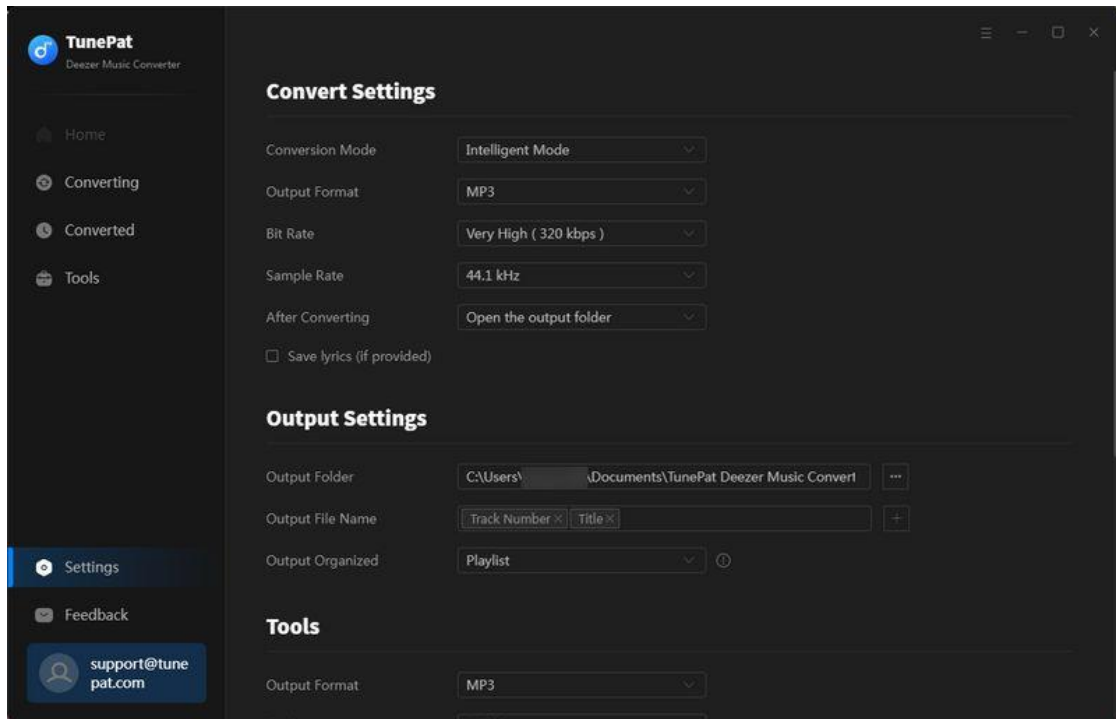 TunePat
Deezer Music Converter
Home
Converting
Converted
Tools
Settings
Feedback
support@tune
pat.com
Convert Settings
Conversion Mode Intelligent Mode
Output Format MP3
Bit Rate Very High ( 320 kbps )
Sample Rate 44.1 kHz
After Converting Open the output folder
Save lyrics (if provided)
Output Settings
Output Folder C:\Users\ \Documents\TunePat Deezer Music Convert ...
Output File Name Track Number × Title × +
Output Organized Playlist
Tools
Output Format MP3